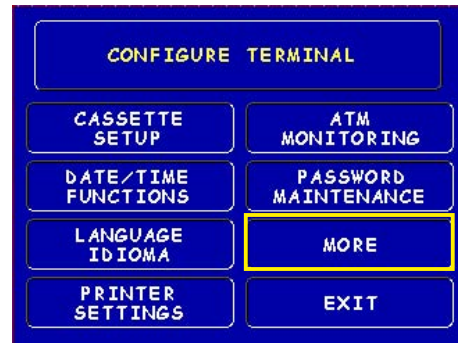 CONFIGURE TERMINAL
CASSETTE
SETUP
ATM
MONITORING
DATE/TIME
FUNCTIONS
PASSWORD
MAINTENANCE
LANGUAGE
IDIOMA
MORE
PRINTER
SETTINGS
EXIT